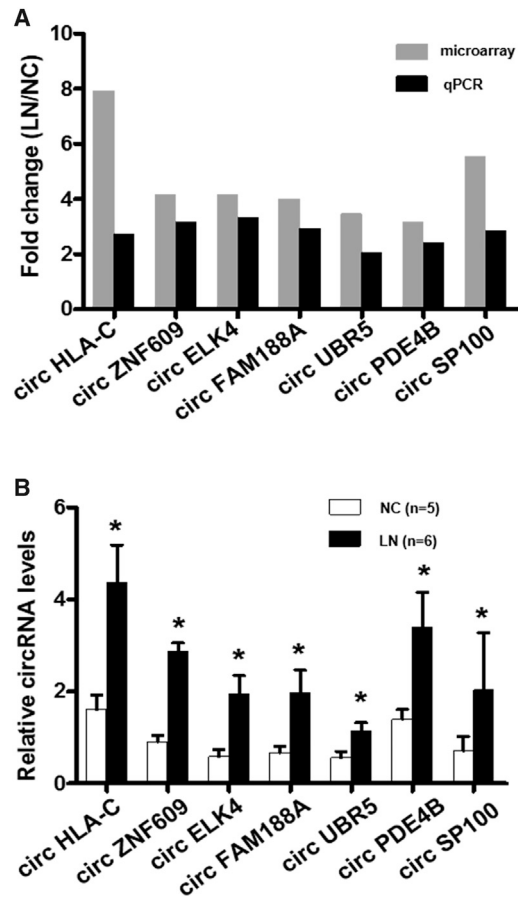 A
Fold change (LN/NC)
10
8
6
4
2
0
microarray
qPCR
circ HLA-C
circ ZNF609
circ ELK4
circ FAM188A
circ UBR5
circ PDE4B
circ SP100
B
Relative circRNA levels
6
4
2
0
NC (n=5)
LN (n=6)
*
*
*
*
*
*
*
circ HLA-C
circ ZNF609
circ ELK4
circ FAM188A
circ UBR5
circ PDE4B
circ SP100